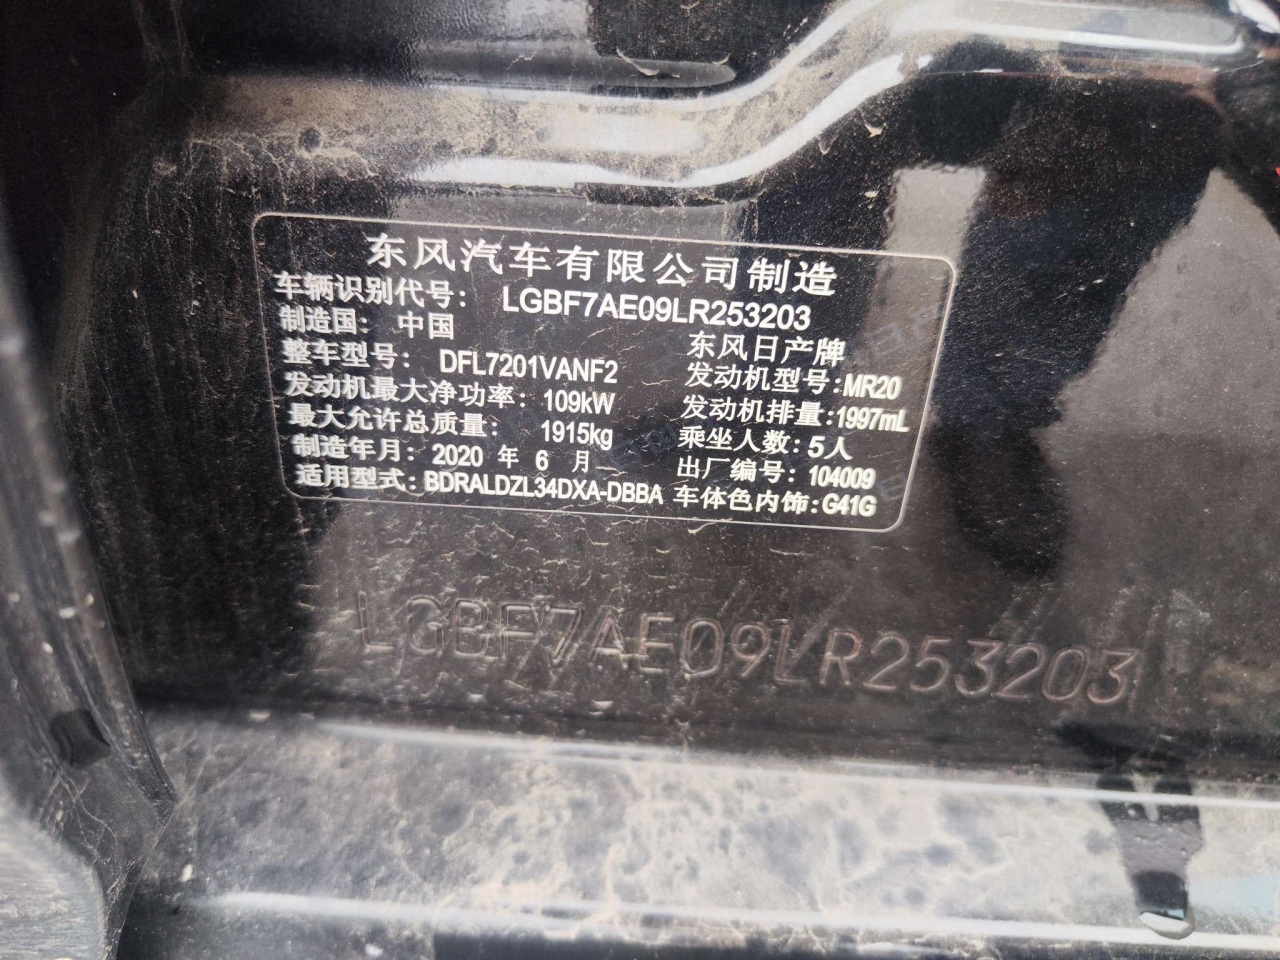 东风汽车有限公司制造
车辆识别代号: LGBF7AE09LR253203
制造国: 中国 东风日产牌
整车型号: DFL7201VANF2 发动机型号:MR20
发动机最大净功率: 109kW 发动机排量:1997mL
最大允许总质量: 1915kg 乘坐人数:5人
制造年月: 2020 年 6 月 出厂编号: 104009
适用型式: BDRALDZL34DXA-DBBA 车体色内饰:G41G
LGBF7AE09LR253203